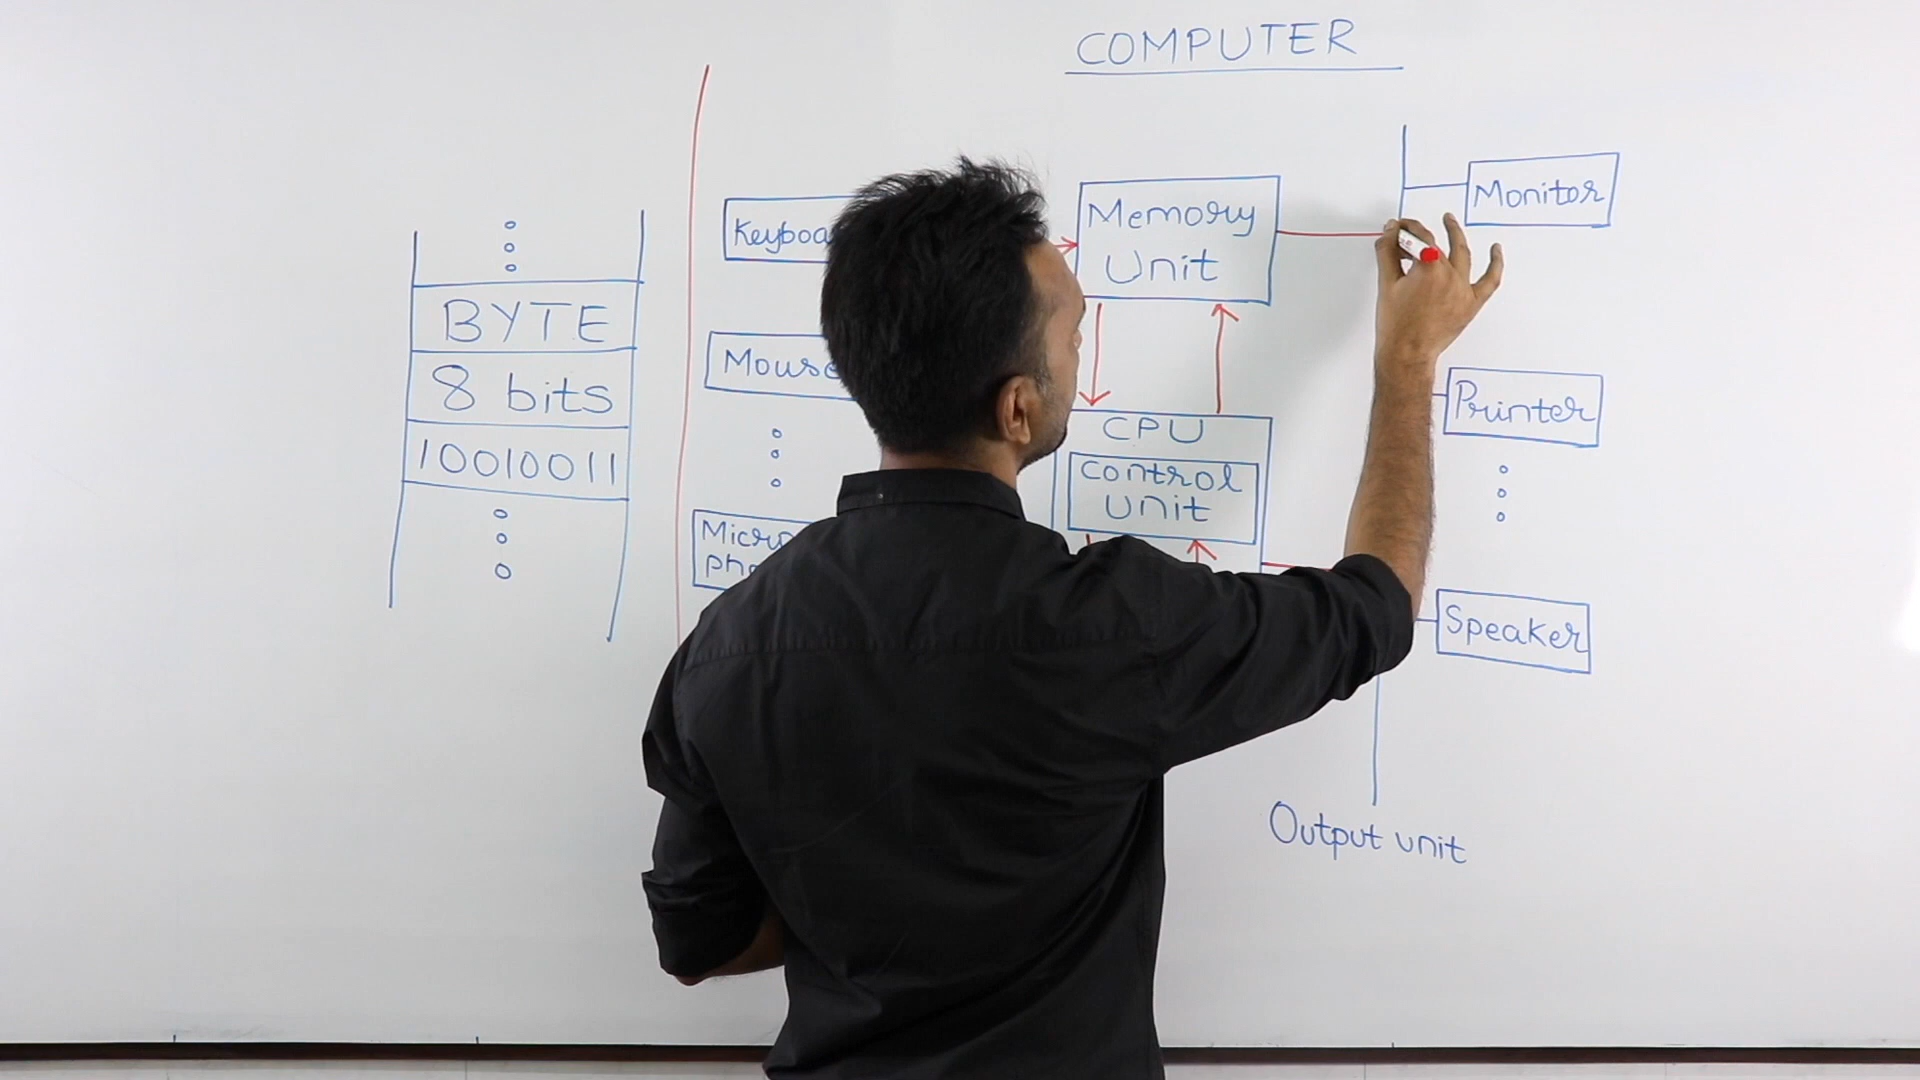 COMPUTER
BYTE
8 bits
10010011
Mouse
Memory
Unit
CPU
Control
Unit
Monitor
Printer
Speaker
Output unit